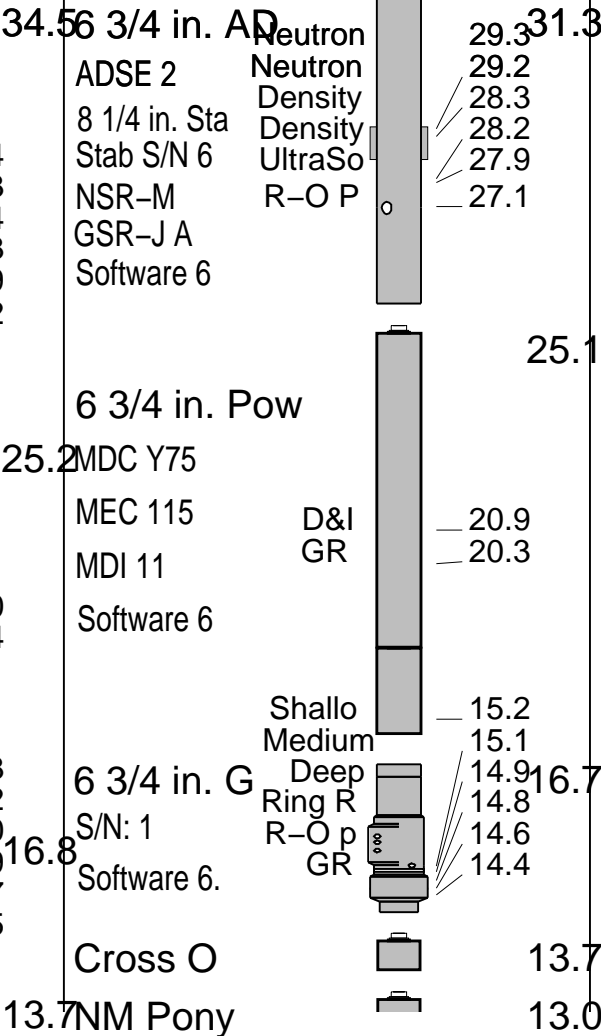 34.5 6 3/4 in. AD Neutron 29.3 31.3
ADSE 2 Neutron 29.2
Density 28.3
8 1/4 in. Sta Density 28.2
Stab S/N 6 UltraSo 27.9
NSR–M R–O P 27.1
GSR–J A
Software 6
25.1
6 3/4 in. Pow
25.2 MDC Y75
MEC 115 D&I 20.9
GR 20.3
MDI 11
Software 6
Shallo 15.2
Medium 15.1
6 3/4 in. G Deep 14.9 16.7
Ring R 14.8
S/N: 1 R–O p 14.6
16.8 GR 14.4
Software 6.
Cross O 13.7
13.7 NM Pony 13.0